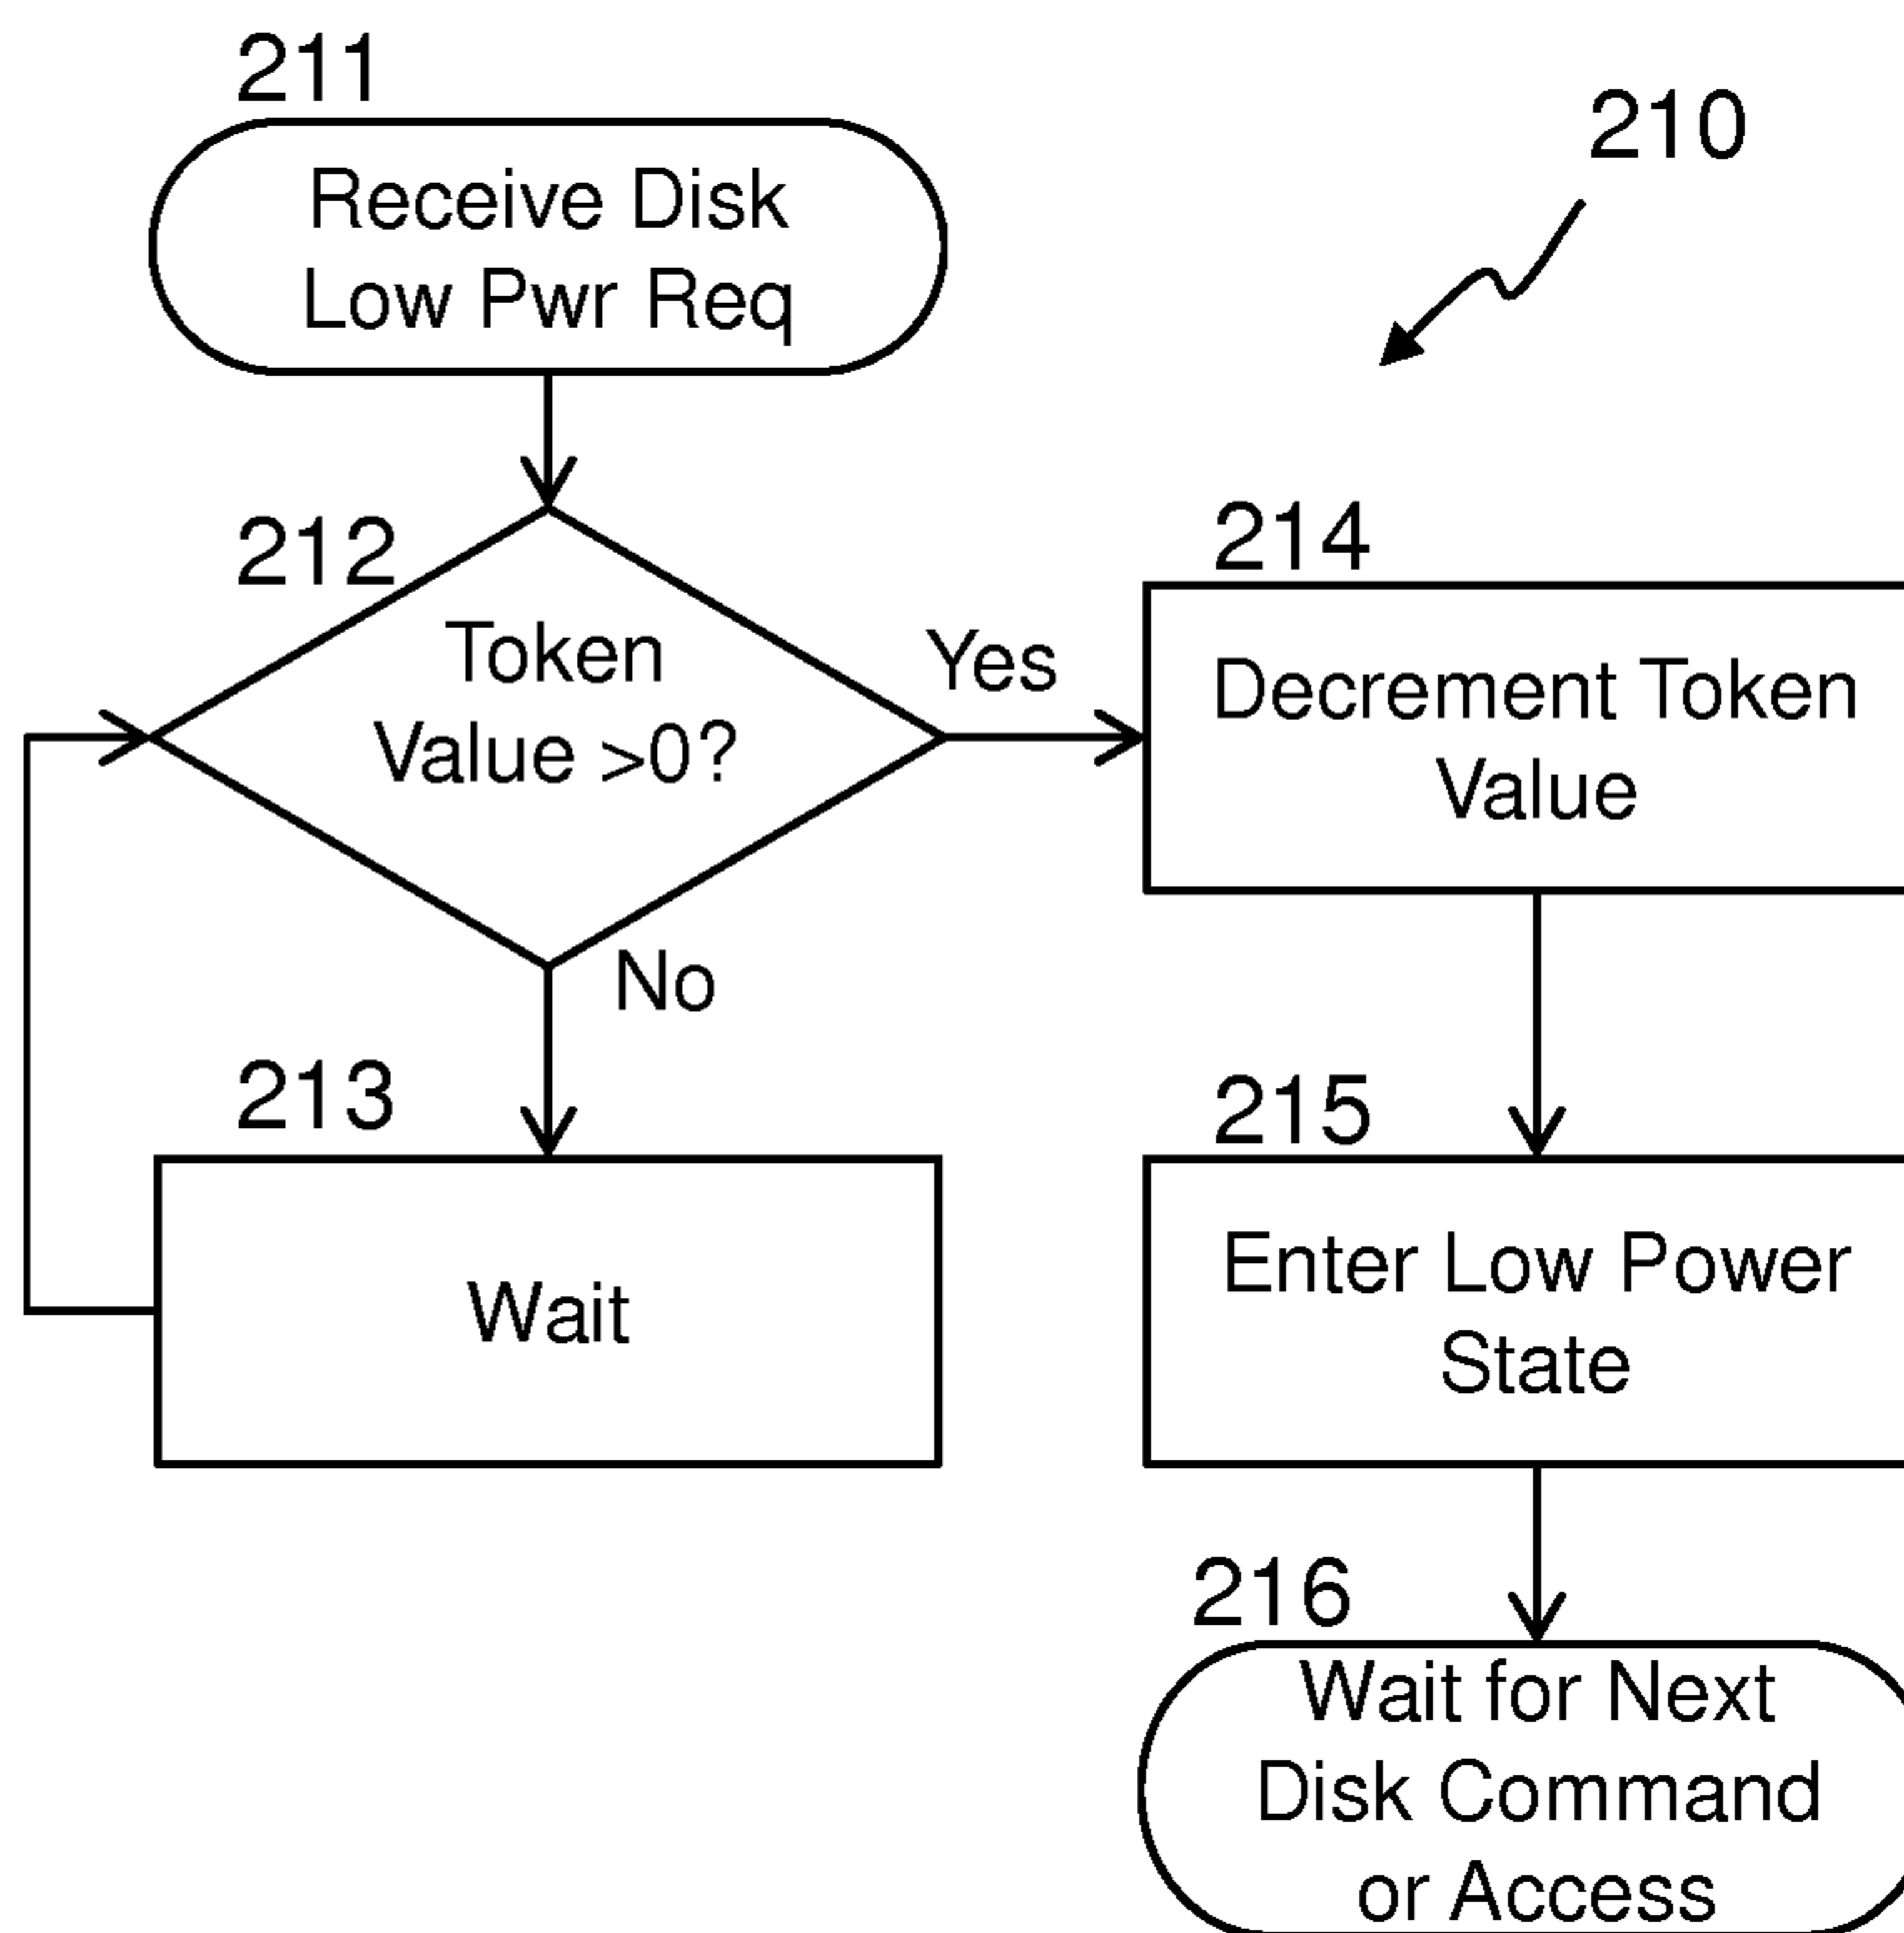 211
Receive Disk
Low Pwr Req
210
212
Token
Value >0?
Yes
No
213
Wait
214
Decrement Token
Value
215
Enter Low Power
State
216
Wait for Next
Disk Command
or Access